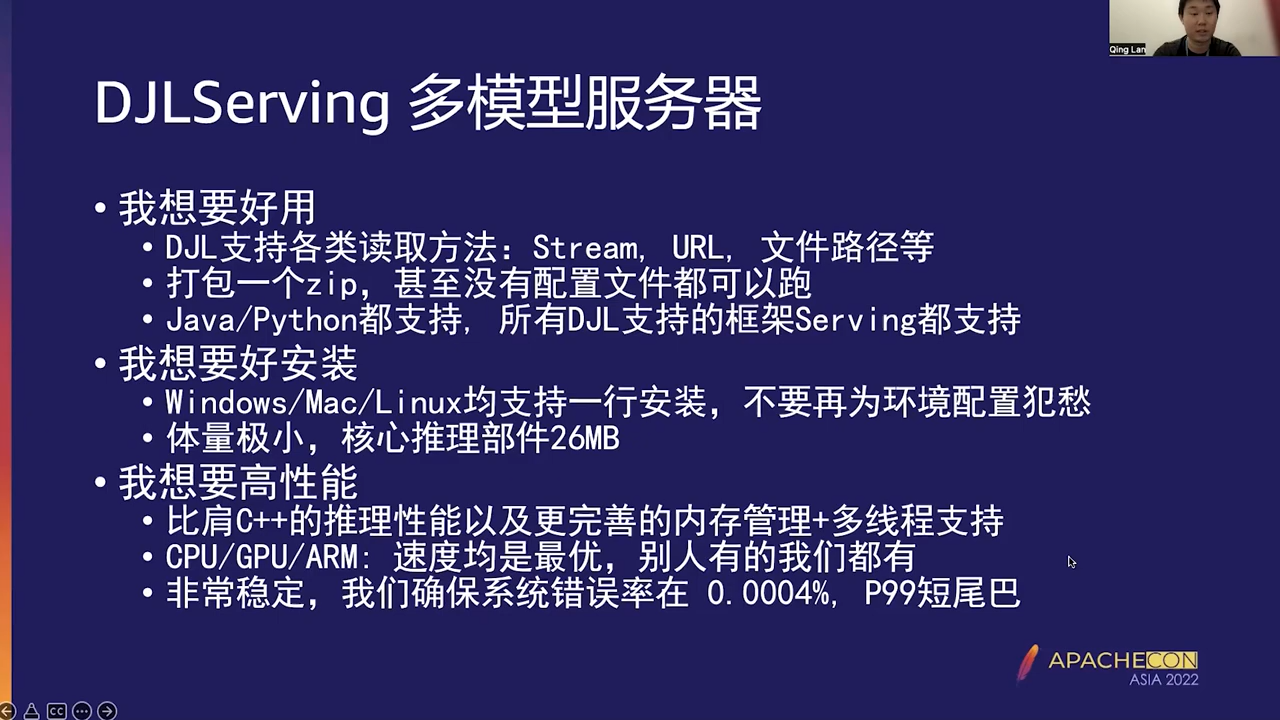 Qing Lan
DJLServing 多模型服务器
• 我想要好用
• DJL支持各类读取方法：Stream, URL, 文件路径等
• 打包一个zip，甚至没有配置文件都可以跑
• Java/Python都支持, 所有DJL支持的框架Serving都支持
• 我想要好安装
• Windows/Mac/Linux均支持一行安装，不要再为环境配置犯愁
• 体量极小，核心推理部件26MB
• 我想要高性能
• 比肩C++的推理性能以及更完善的内存管理+多线程支持
• CPU/GPU/ARM: 速度均是最优，别人有的我们都有
• 非常稳定，我们确保系统错误率在 0.0004%, P99短尾巴
APACHECON
ASIA 2022
CC